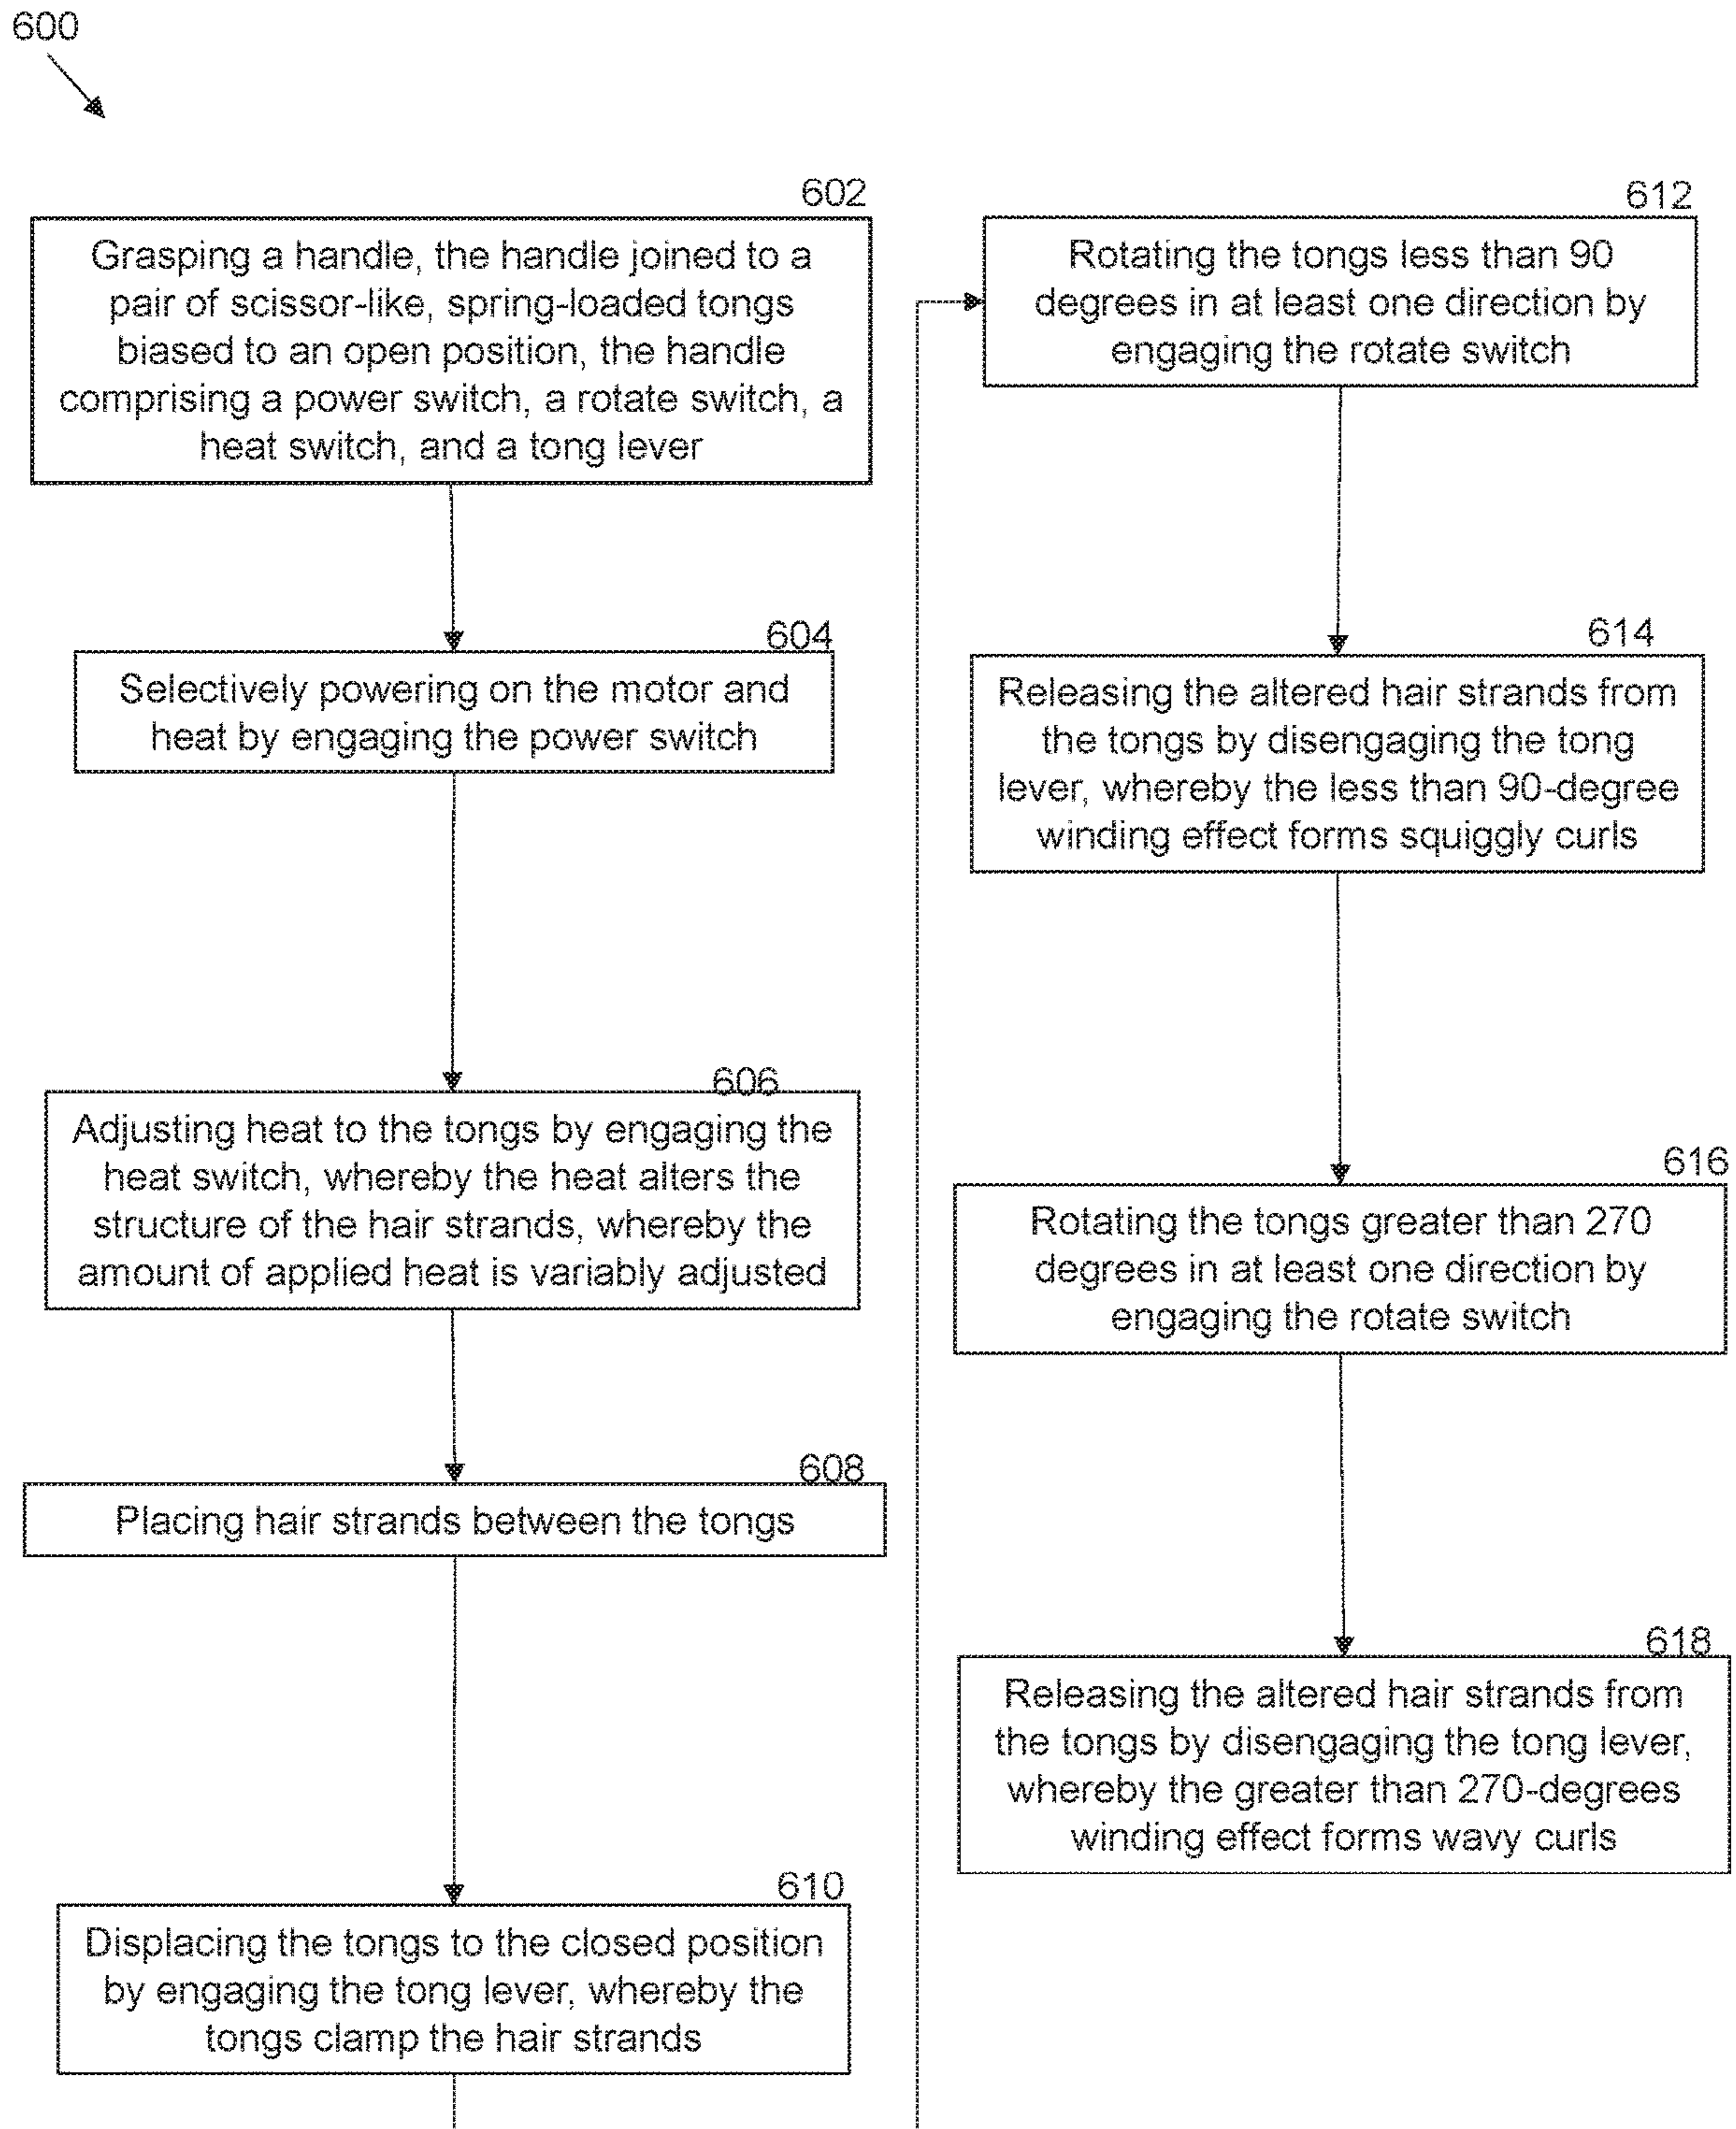 600
602
Grasping a handle, the handle joined to a
pair of scissor-like, spring-loaded tongs
biased to an open position, the handle
comprising a power switch, a rotate switch, a
heat switch, and a tong lever
604
Selectively powering on the motor and
heat by engaging the power switch
606
Adjusting heat to the tongs by engaging the
heat switch, whereby the heat alters the
structure of the hair strands, whereby the
amount of applied heat is variably adjusted
608
Placing hair strands between the tongs
610
Displacing the tongs to the closed position
by engaging the tong lever, whereby the
tongs clamp the hair strands
612
Rotating the tongs less than 90
degrees in at least one direction by
engaging the rotate switch
614
Releasing the altered hair strands from
the tongs by disengaging the tong
lever, whereby the less than 90-degree
winding effect forms squiggly curls
616
Rotating the tongs greater than 270
degrees in at least one direction by
engaging the rotate switch
618
Releasing the altered hair strands from
the tongs by disengaging the tong lever,
whereby the greater than 270-degrees
winding effect forms wavy curls